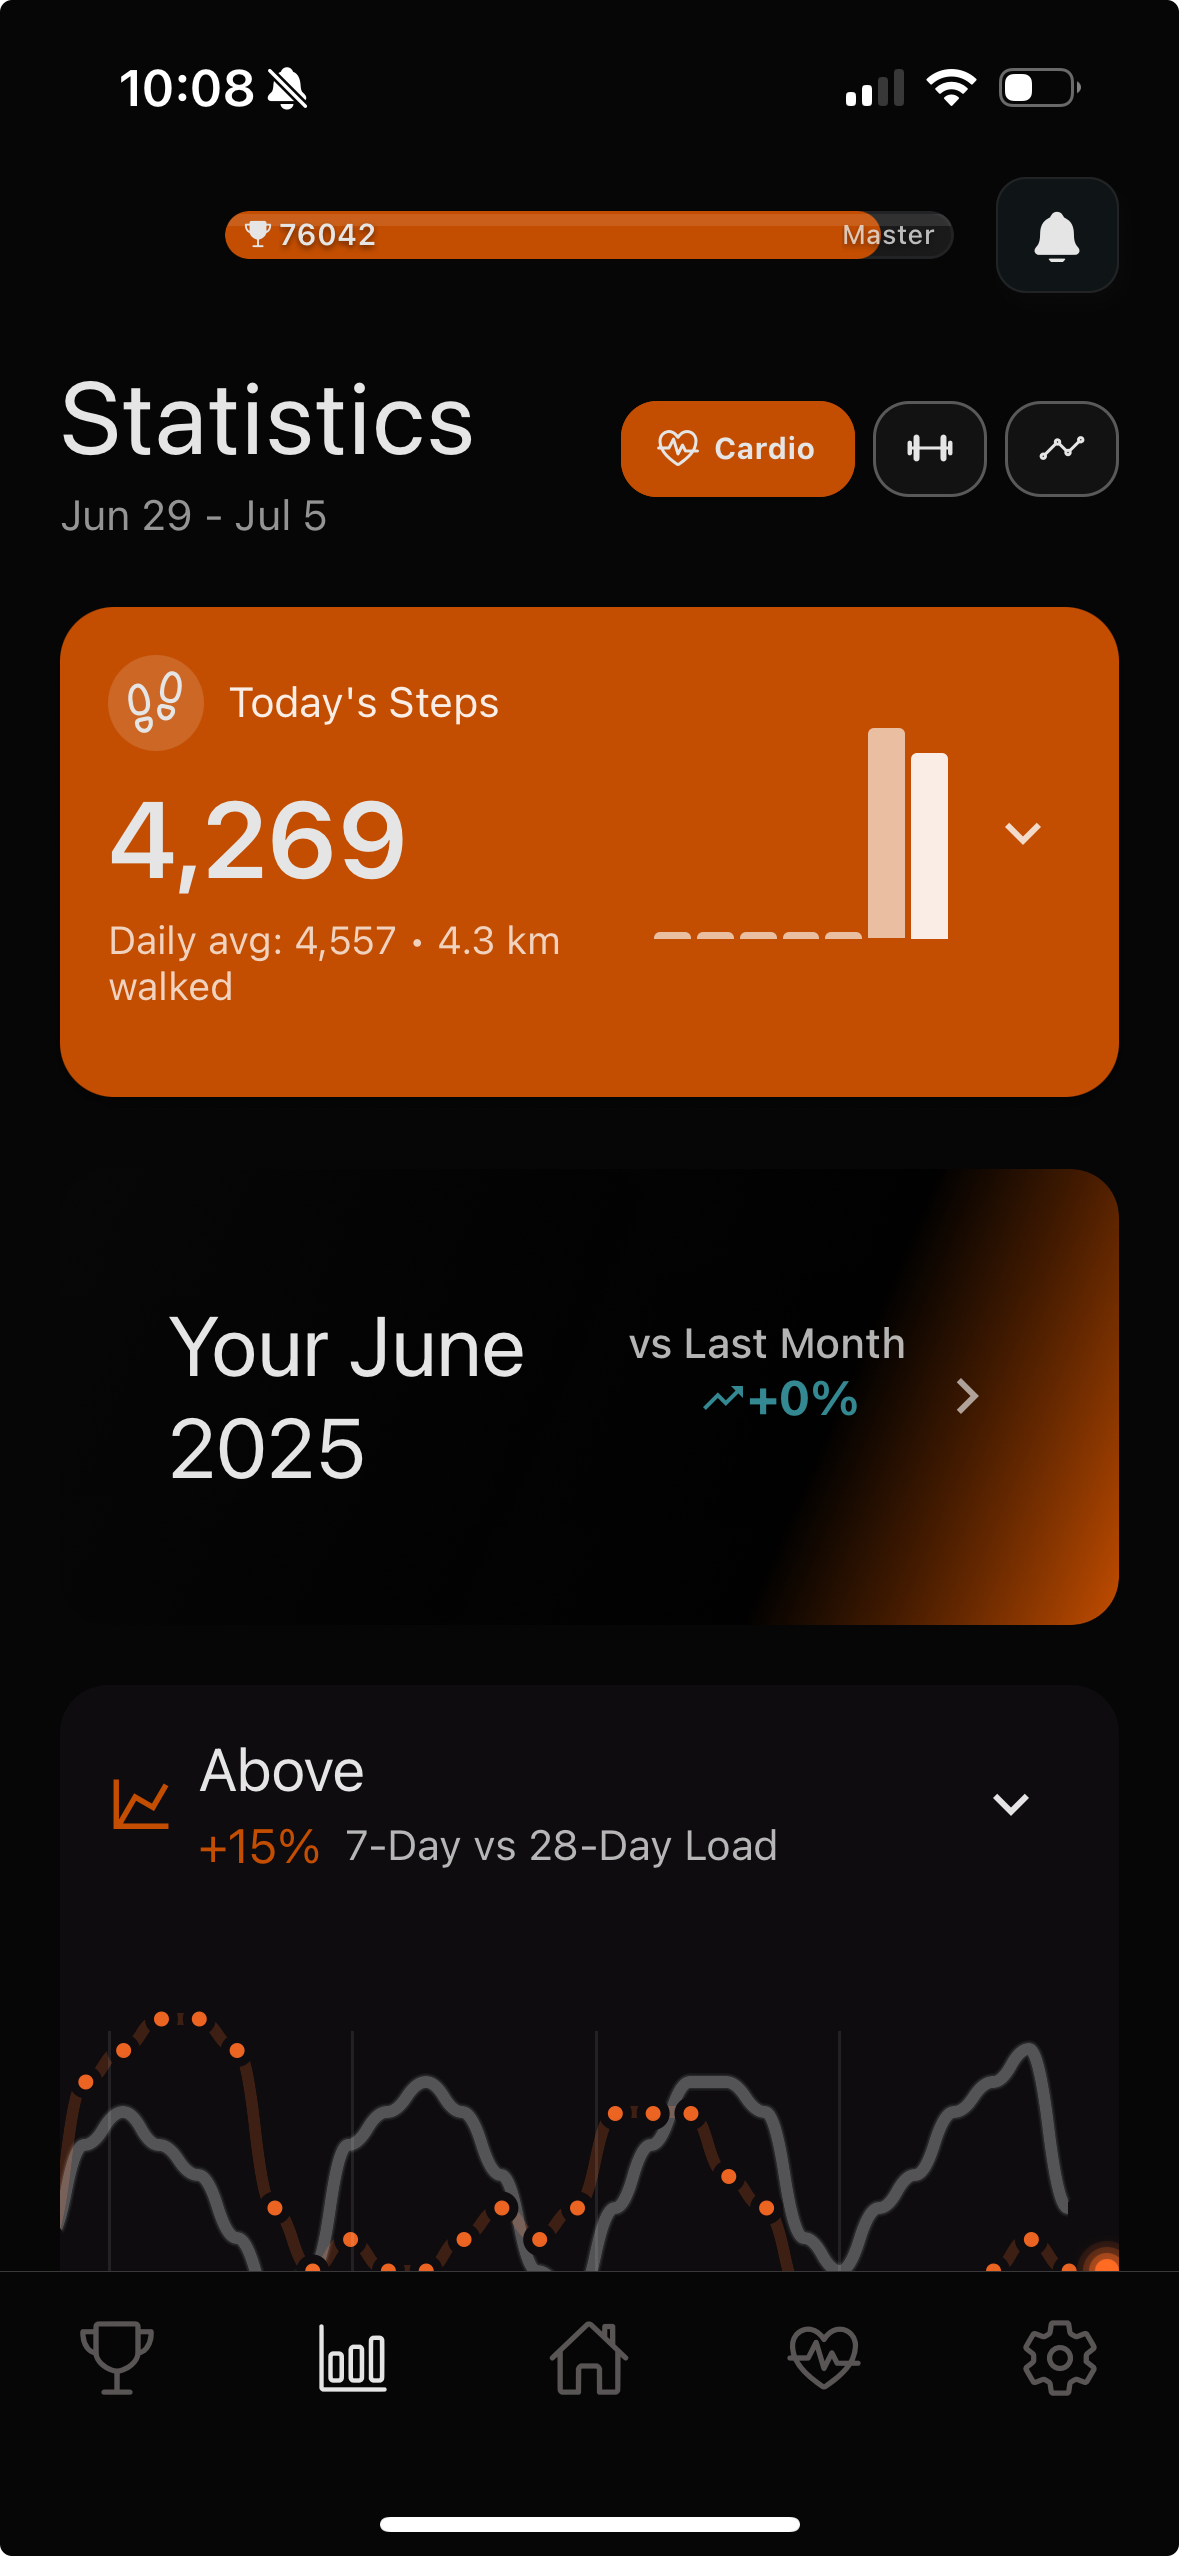 10:08
76042
Master
Statistics
Cardio
Jun 29 - Jul 5
Today's Steps
4,269
Daily avg: 4,557 • 4.3 km
walked
Your June
2025
vs Last Month
+0%
Above
+15% 7-Day vs 28-Day Load